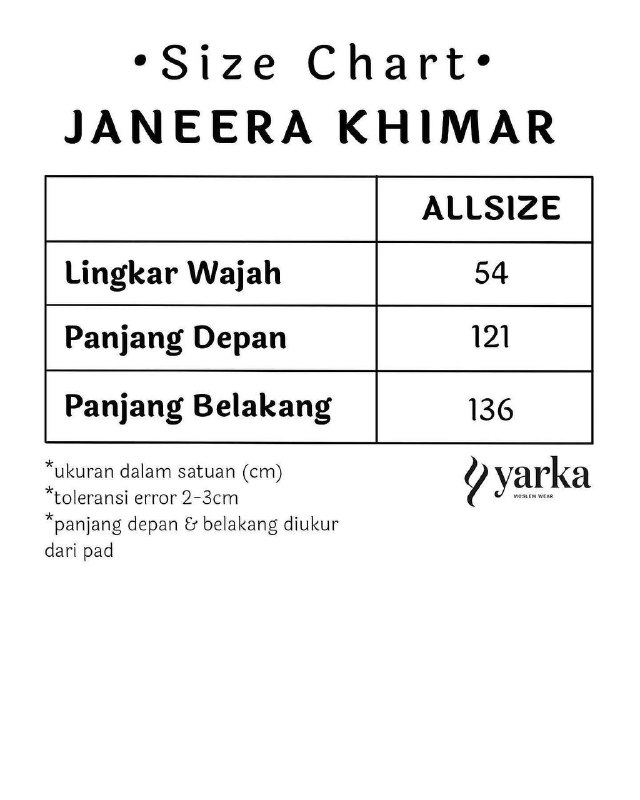 •Size Chart•
JANEERA KHIMAR
ALLSIZE
Lingkar Wajah 54
Panjang Depan 121
Panjang Belakang 136
*ukuran dalam satuan (cm)
*toleransi error 2-3cm
*panjang depan & belakang diukur
dari pad
yarka
MOSLEM WEAR